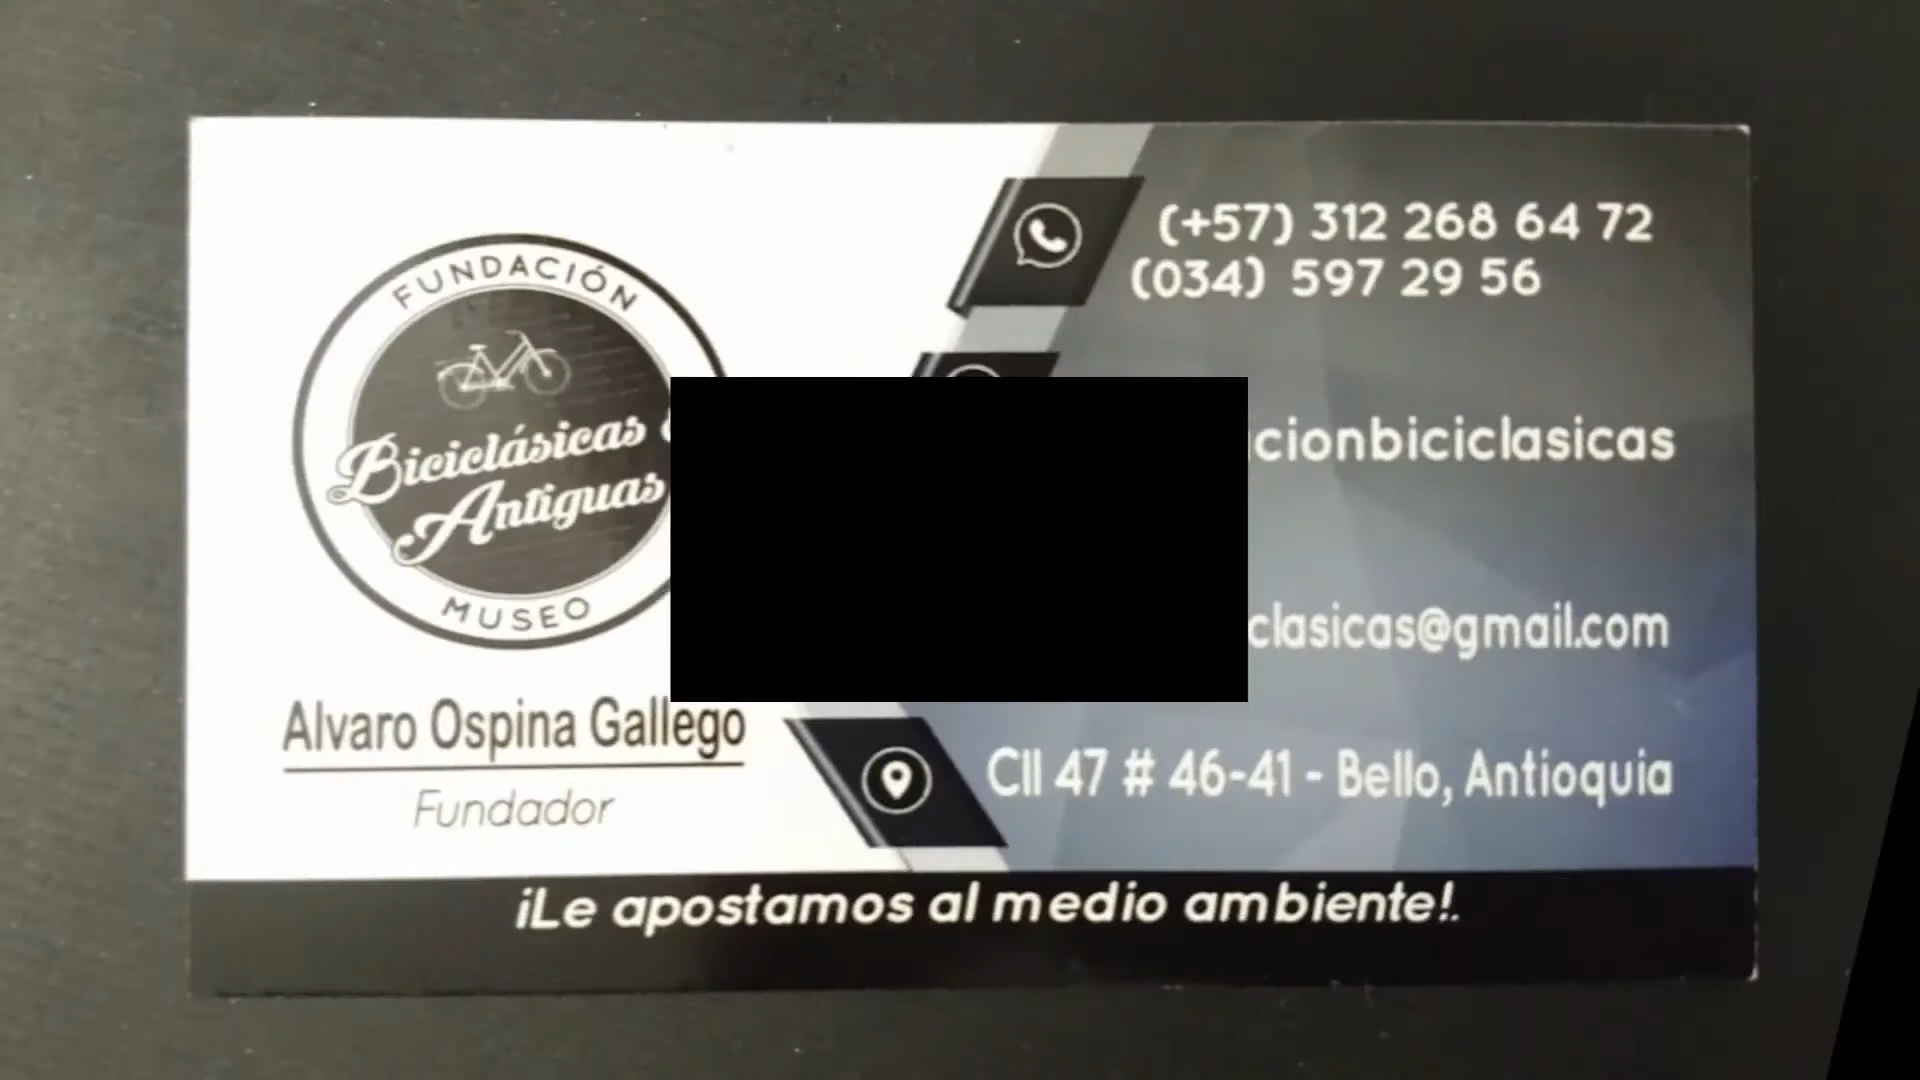 FUNDACIÓN
Biciclásicas
Antiguas
MUSEO
Alvaro Ospina Gallego
Fundador
(+57) 312 268 64 72
(034) 597 29 56
cionbiciclasicas
clasicas@gmail.com
Cll 47 # 46-41 - Bello, Antioquia
¡Le apostamos al medio ambiente!.